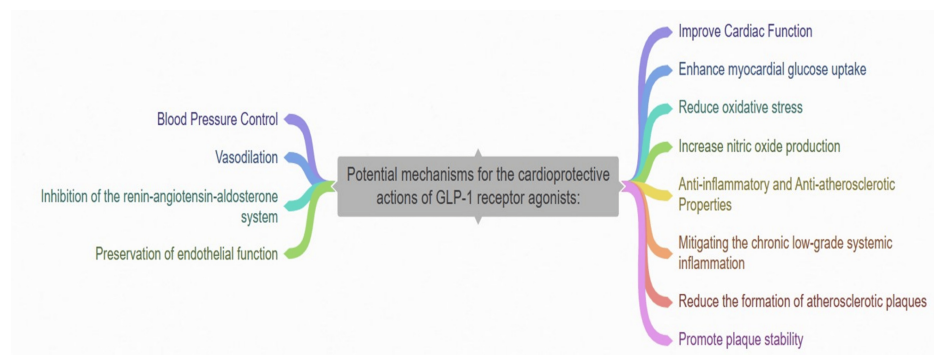 Blood Pressure Control
Vasodilation
Inhibition of the renin-angiotensin-aldosterone
system
Preservation of endothelial function
Potential mechanisms for the cardioprotective
actions of GLP-1 receptor agonists:
Improve Cardiac Function
Enhance myocardial glucose uptake
Reduce oxidative stress
Increase nitric oxide production
Anti-inflammatory and Anti-atherosclerotic
Properties
Mitigating the chronic low-grade systemic
inflammation
Reduce the formation of atherosclerotic plaques
Promote plaque stability